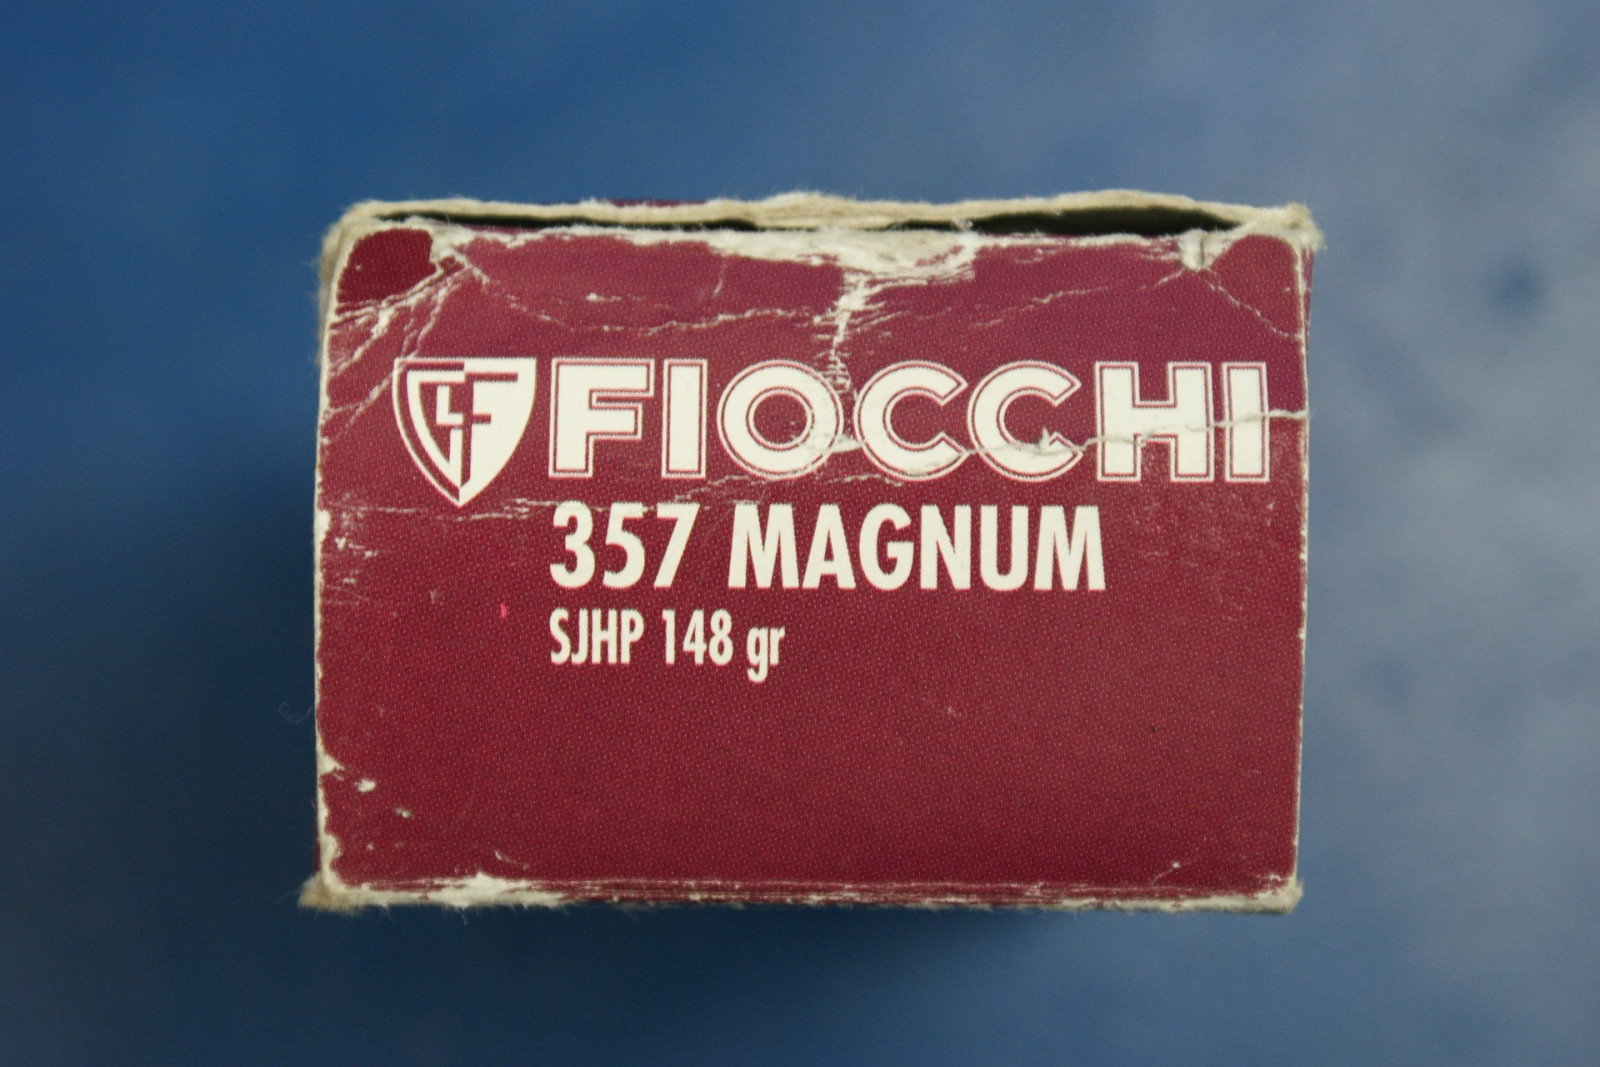 FIOCCHI
357 MAGNUM
SJHP 148 gr